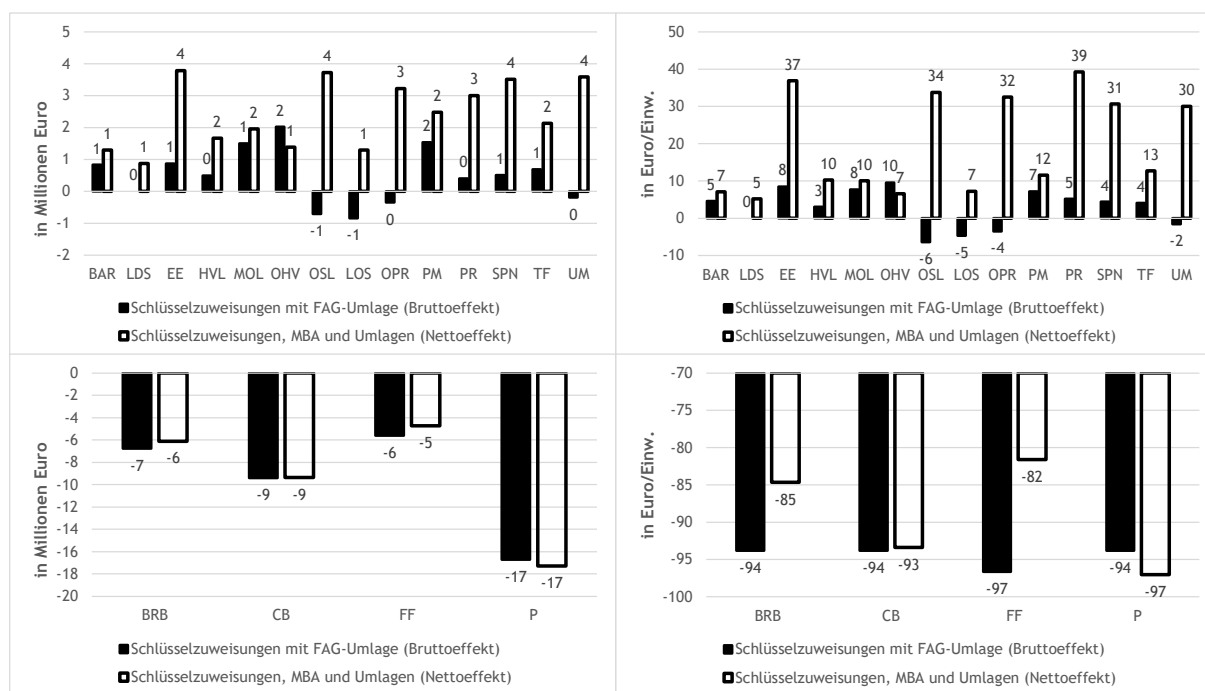 in Millionen Euro
5
4
3
2
1
0
-1
-2
1 1 0 1 1 4 0 2 1 2 2 1 -1 4 -1 1 0 3 2 2 0 3 1 4 1 2 0 4
BAR LDS EE HVL MOL OHV OSL LOS OPR PM PR SPN TF UM
Schlüsselzuweisungen mit FAG-Umlage (Bruttoeffekt)
Schlüsselzuweisungen, MBA und Umlagen (Nettoeffekt)
in Euro/Einw.
50
40
30
20
10
0
-10
5 7 0 5 8 37 3 10 8 10 10 7 -6 34 -5 7 -4 32 7 12 5 39 4 31 4 13 -2 30
BAR LDS EE HVL MOL OHV OSL LOS OPR PM PR SPN TF UM
Schlüsselzuweisungen mit FAG-Umlage (Bruttoeffekt)
Schlüsselzuweisungen, MBA und Umlagen (Nettoeffekt)
in Millionen Euro
0
-2
-4
-6
-8
-10
-12
-14
-16
-18
-20
-7 -6 -9 -9 -6 -5 -17 -17
BRB CB FF P
Schlüsselzuweisungen mit FAG-Umlage (Bruttoeffekt)
Schlüsselzuweisungen, MBA und Umlagen (Nettoeffekt)
in Euro/Einw.
-70
-75
-80
-85
-90
-95
-100
-94 -85 -94 -93 -97 -82 -94 -97
BRB CB FF P
Schlüsselzuweisungen mit FAG-Umlage (Bruttoeffekt)
Schlüsselzuweisungen, MBA und Umlagen (Nettoeffekt)